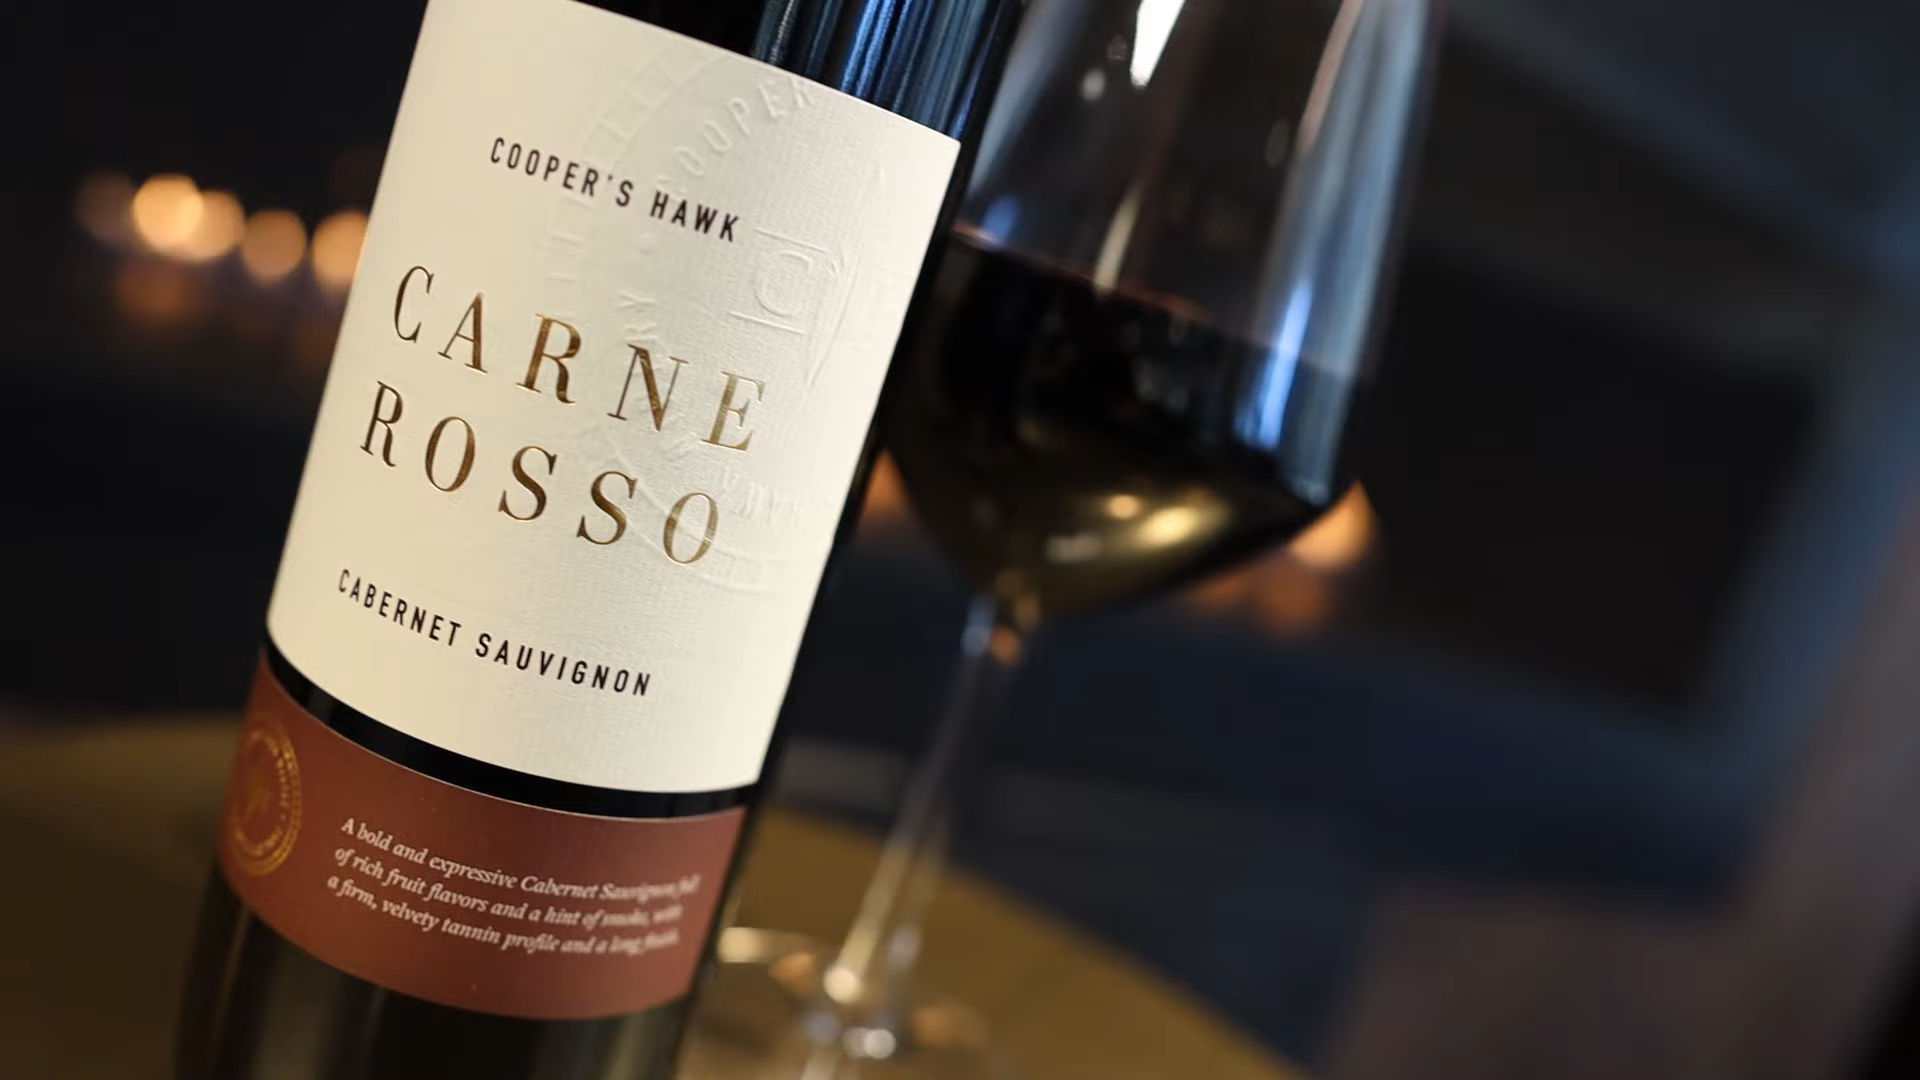 COOPER'S HAWK
CARNE
ROSSO
CABERNET SAUVIGNON
A bold and expressive Cabernet Sauvignon full
of rich fruit flavors and a hint of smoke, with
a firm, velvety tannin profile and a long finish.
COOPER